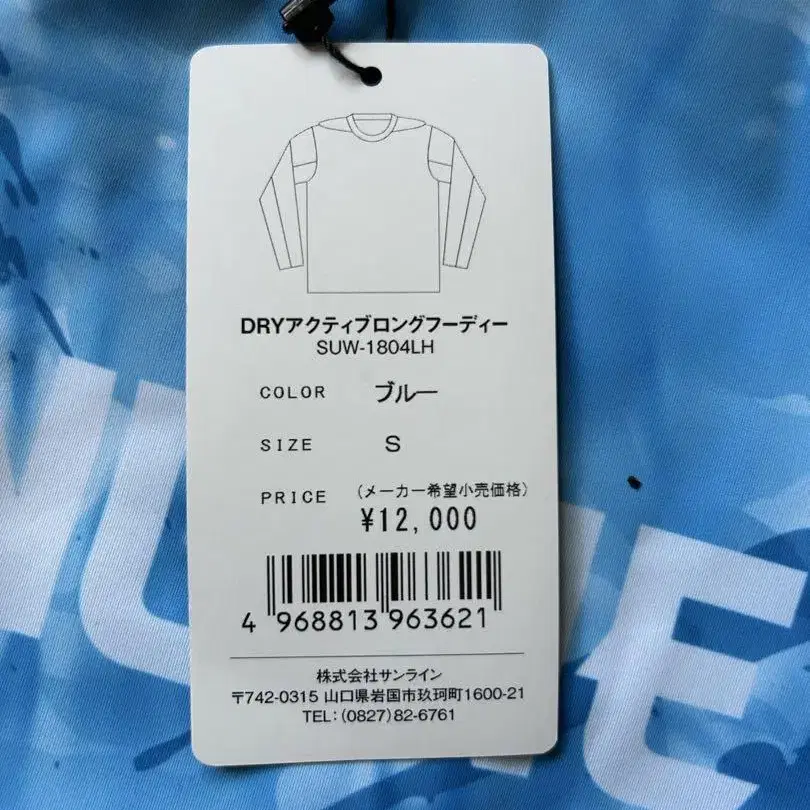 DRYアクティブロングフーディー
SUW-1804LH
COLOR ブルー
SIZE S
PRICE (メーカー希望小売価格)
¥12,000
4 968813 963621
株式会社サンライン
〒742-0315 山口県岩国市玖珂町1600-21
TEL:(0827)82-6761